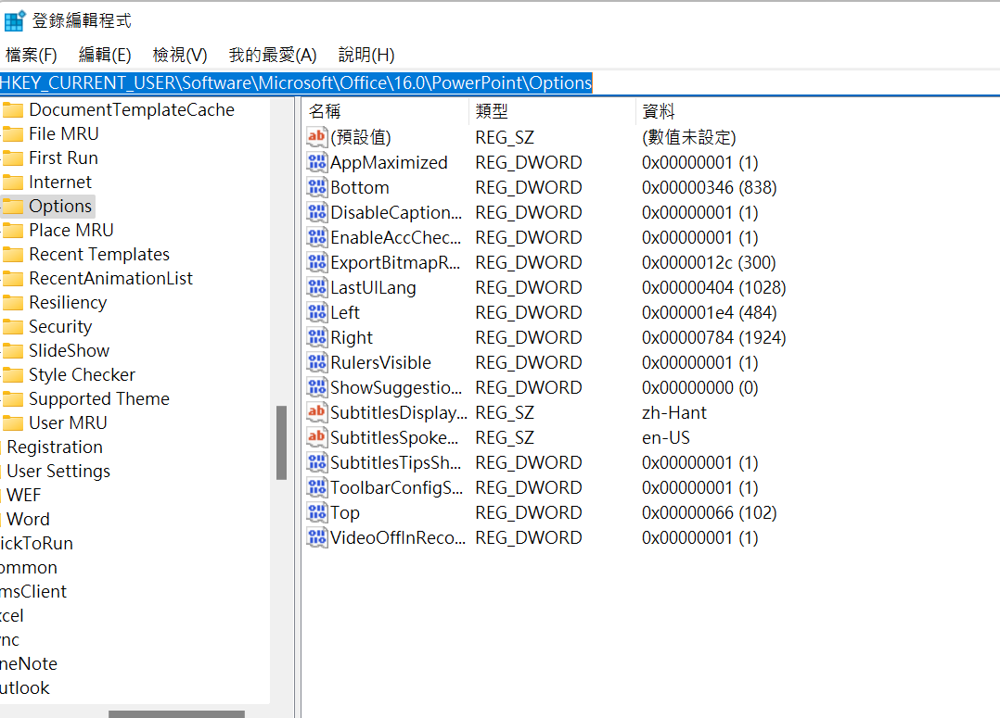 登錄編輯程式
檔案(F) 編輯(E) 檢視(V) 我的最愛(A) 說明(H)
HKEY_CURRENT_USER\Software\Microsoft\Office\16.0\PowerPoint\Options
DocumentTemplateCache
File MRU
First Run
Internet
Options
Place MRU
Recent Templates
RecentAnimationList
Resiliency
Security
SlideShow
Style Checker
Supported Theme
User MRU
Registration
User Settings
WEF
Word
ickToRun
ommon
msClient
xcel
ync
neNote
utlook
名稱 類型 資料
(預設值) REG_SZ (數值未設定)
AppMaximized REG_DWORD 0x00000001 (1)
Bottom REG_DWORD 0x00000346 (838)
DisableCaption... REG_DWORD 0x00000001 (1)
EnableAccChec... REG_DWORD 0x00000001 (1)
ExportBitmapR... REG_DWORD 0x0000012c (300)
LastUILang REG_DWORD 0x00000404 (1028)
Left REG_DWORD 0x000001e4 (484)
Right REG_DWORD 0x00000784 (1924)
RulersVisible REG_DWORD 0x00000001 (1)
ShowSuggestio... REG_DWORD 0x00000000 (0)
SubtitlesDisplay... REG_SZ zh-Hant
SubtitlesSpoke... REG_SZ en-US
SubtitlesTipsSh... REG_DWORD 0x00000001 (1)
ToolbarConfigS... REG_DWORD 0x00000001 (1)
Top REG_DWORD 0x00000066 (102)
VideoOffInReco... REG_DWORD 0x00000001 (1)